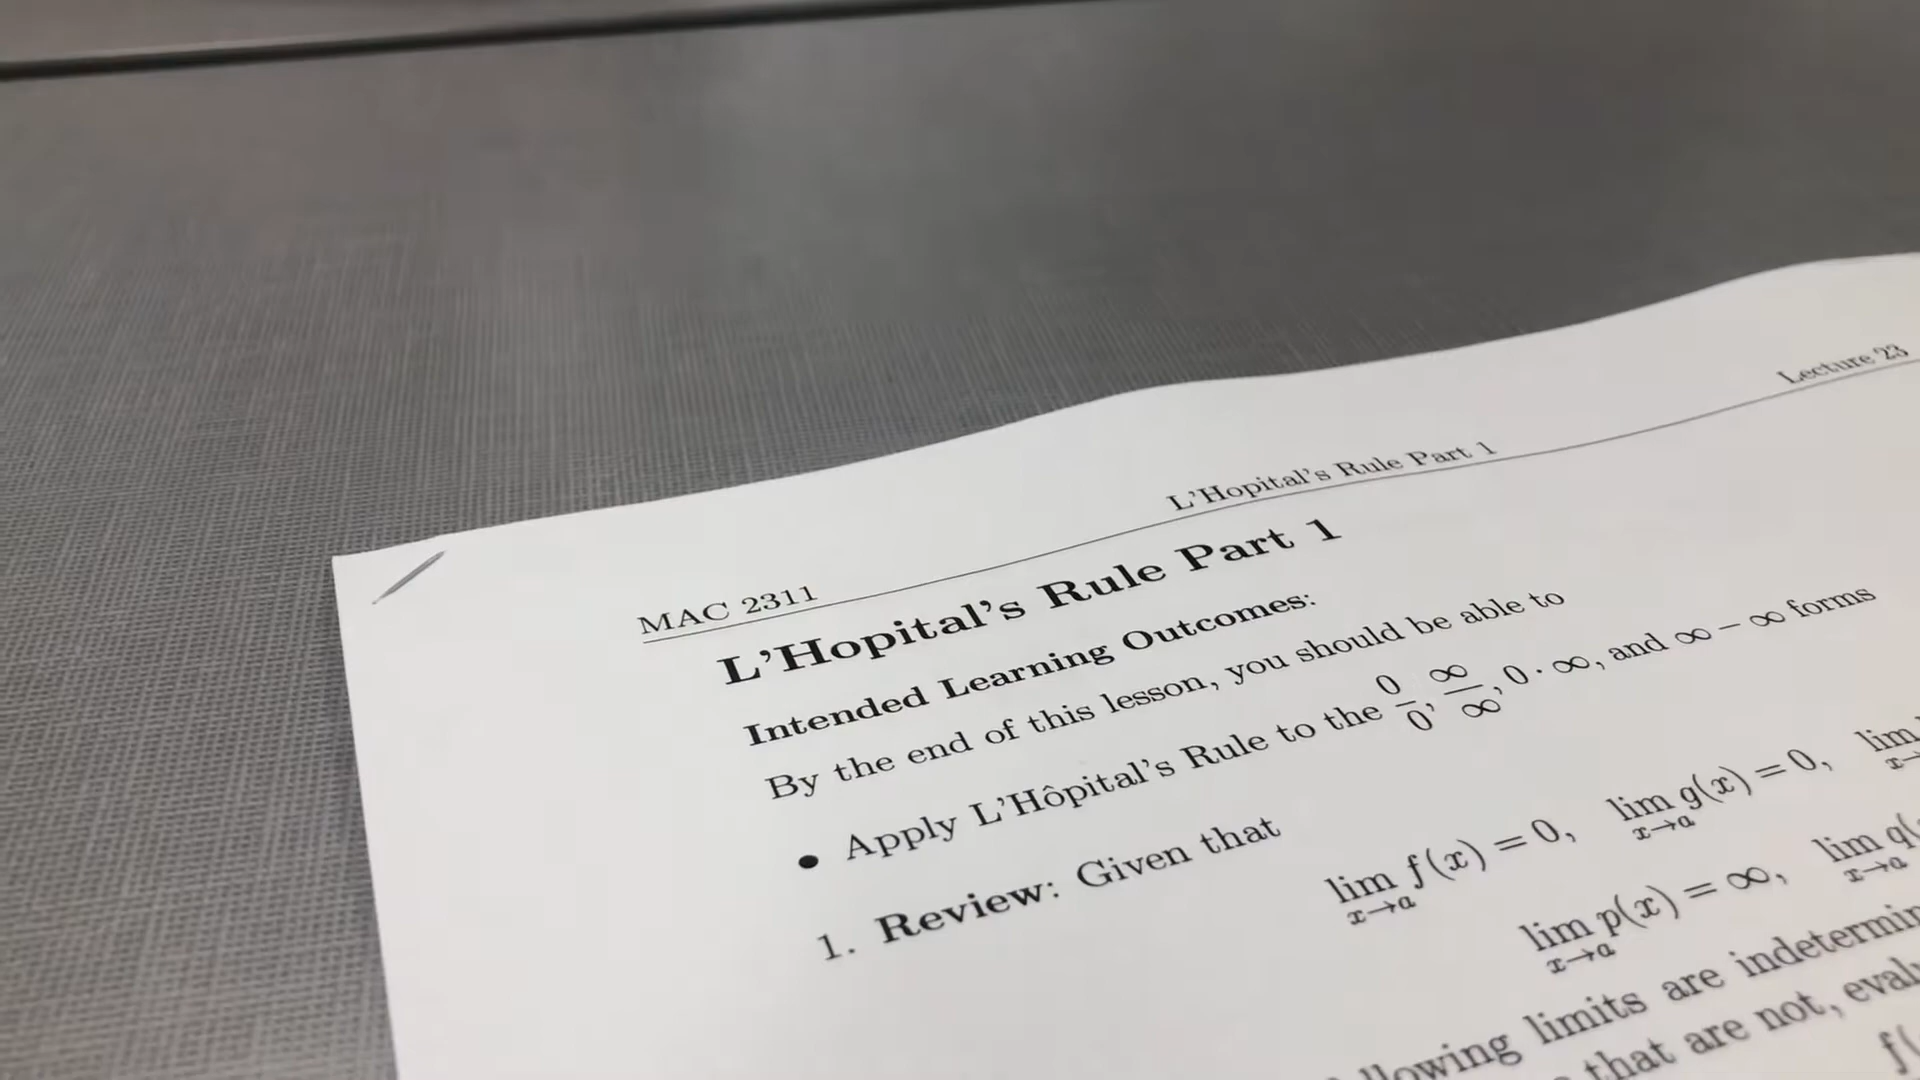 MAC 2311 L'Hopital's Rule Part 1 Lecture 23
L'Hopital's Rule Part 1
Intended Learning Outcomes:
By the end of this lesson, you should be able to
• Apply L'Hôpital's Rule to the 0/0, ∞/∞, 0 · ∞, and ∞ − ∞ forms
1. Review: Given that
lim x→a f(x) = 0, lim x→a g(x) = 0, lim
lim x→a p(x) = ∞, lim x→a q(
limits are
that are not,
f(